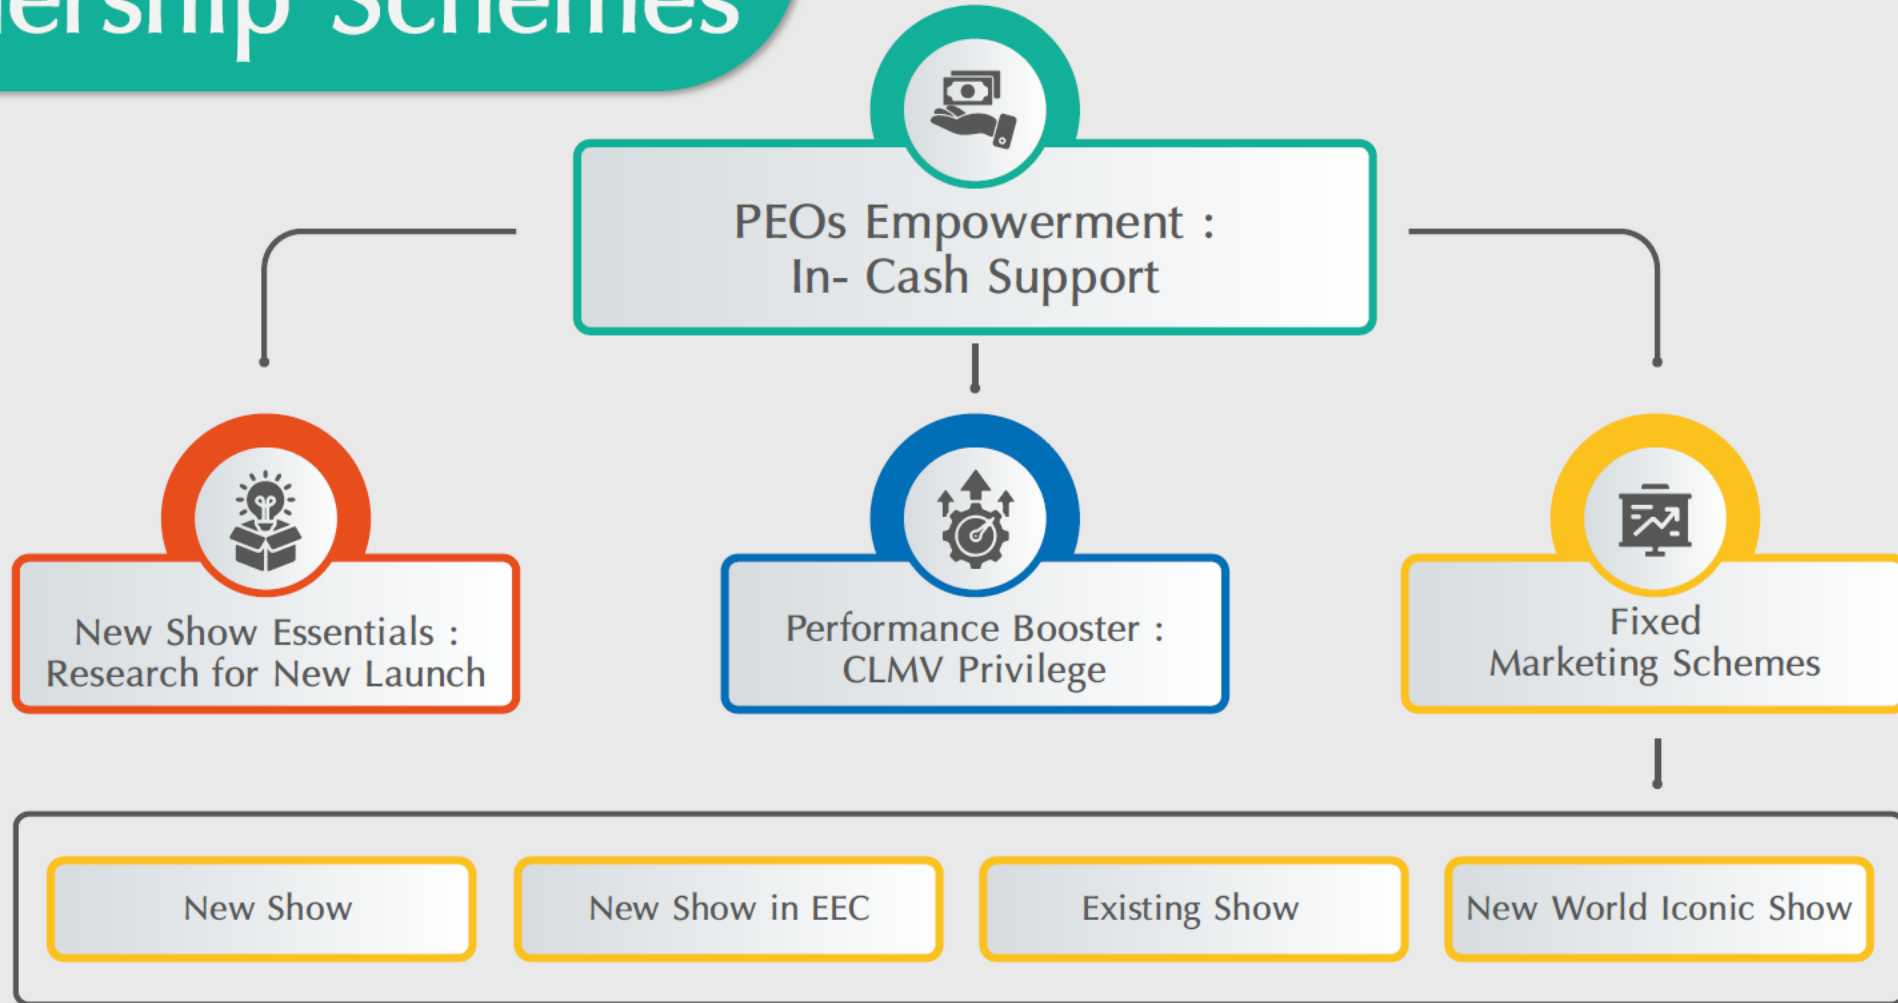 Schemes
PEOs Empowerment :
In- Cash Support
New Show Essentials :
Research for New Launch
Performance Booster :
CLMV Privilege
Fixed
Marketing Schemes
New Show
New Show in EEC
Existing Show
New World Iconic Show